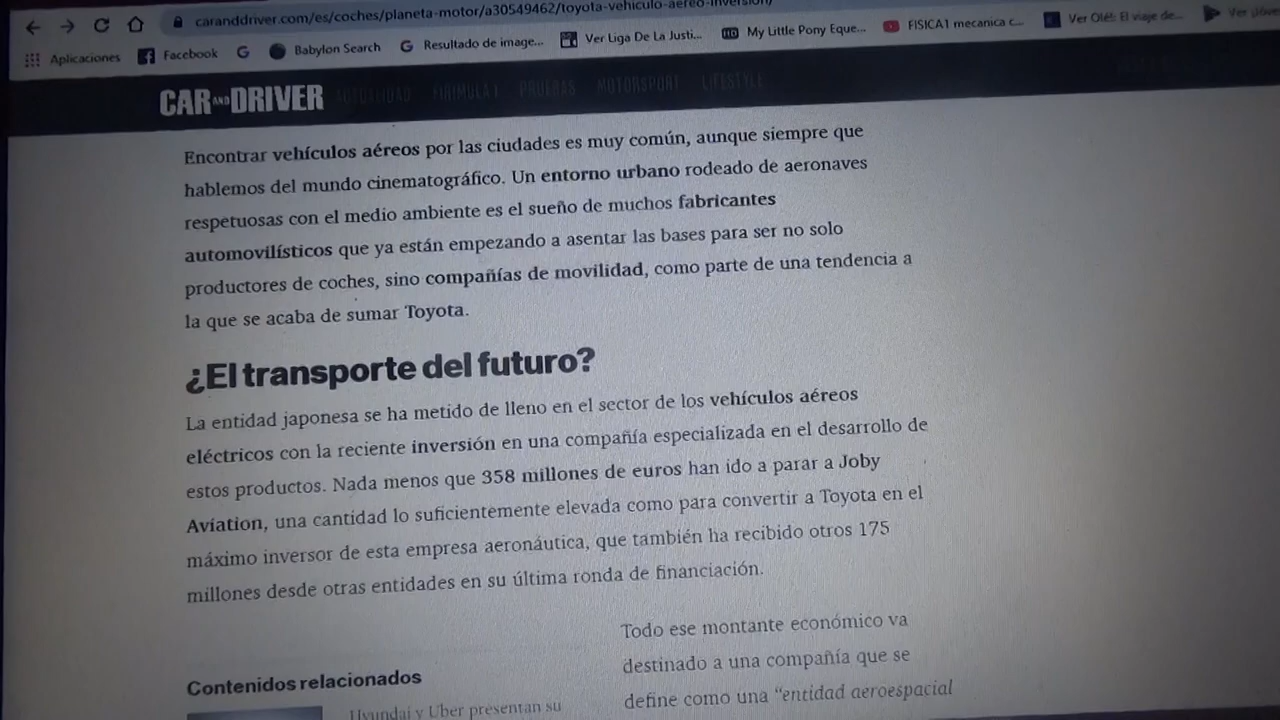 caranddriver.com/es/coches/planeta-motor/a30549462/toyota-vehiculo-aereo-inversion/
Aplicaciones Facebook Babylon Search Resultado de image... Ver Liga De La Justi... My Little Pony Eque... FISICA1 mecanica c... Ver Olé!: El viaje de...
CAR AND DRIVER ACTUALIDAD FÓRMULA 1 PRUEBAS MOTORSPORT LIFESTYLE
Encontrar vehículos aéreos por las ciudades es muy común, aunque siempre que
hablemos del mundo cinematográfico. Un entorno urbano rodeado de aeronaves
respetuosas con el medio ambiente es el sueño de muchos fabricantes
automovilísticos que ya están empezando a asentar las bases para ser no solo
productores de coches, sino compañías de movilidad, como parte de una tendencia a
la que se acaba de sumar Toyota.
¿El transporte del futuro?
La entidad japonesa se ha metido de lleno en el sector de los vehículos aéreos
eléctricos con la reciente inversión en una compañía especializada en el desarrollo de
estos productos. Nada menos que 358 millones de euros han ido a parar a Joby
Aviation, una cantidad lo suficientemente elevada como para convertir a Toyota en el
máximo inversor de esta empresa aeronáutica, que también ha recibido otros 175
millones desde otras entidades en su última ronda de financiación.
Todo ese montante económico va
destinado a una compañía que se
define como una “entidad aeroespacial
Contenidos relacionados
Hyundai y Uber presentan su